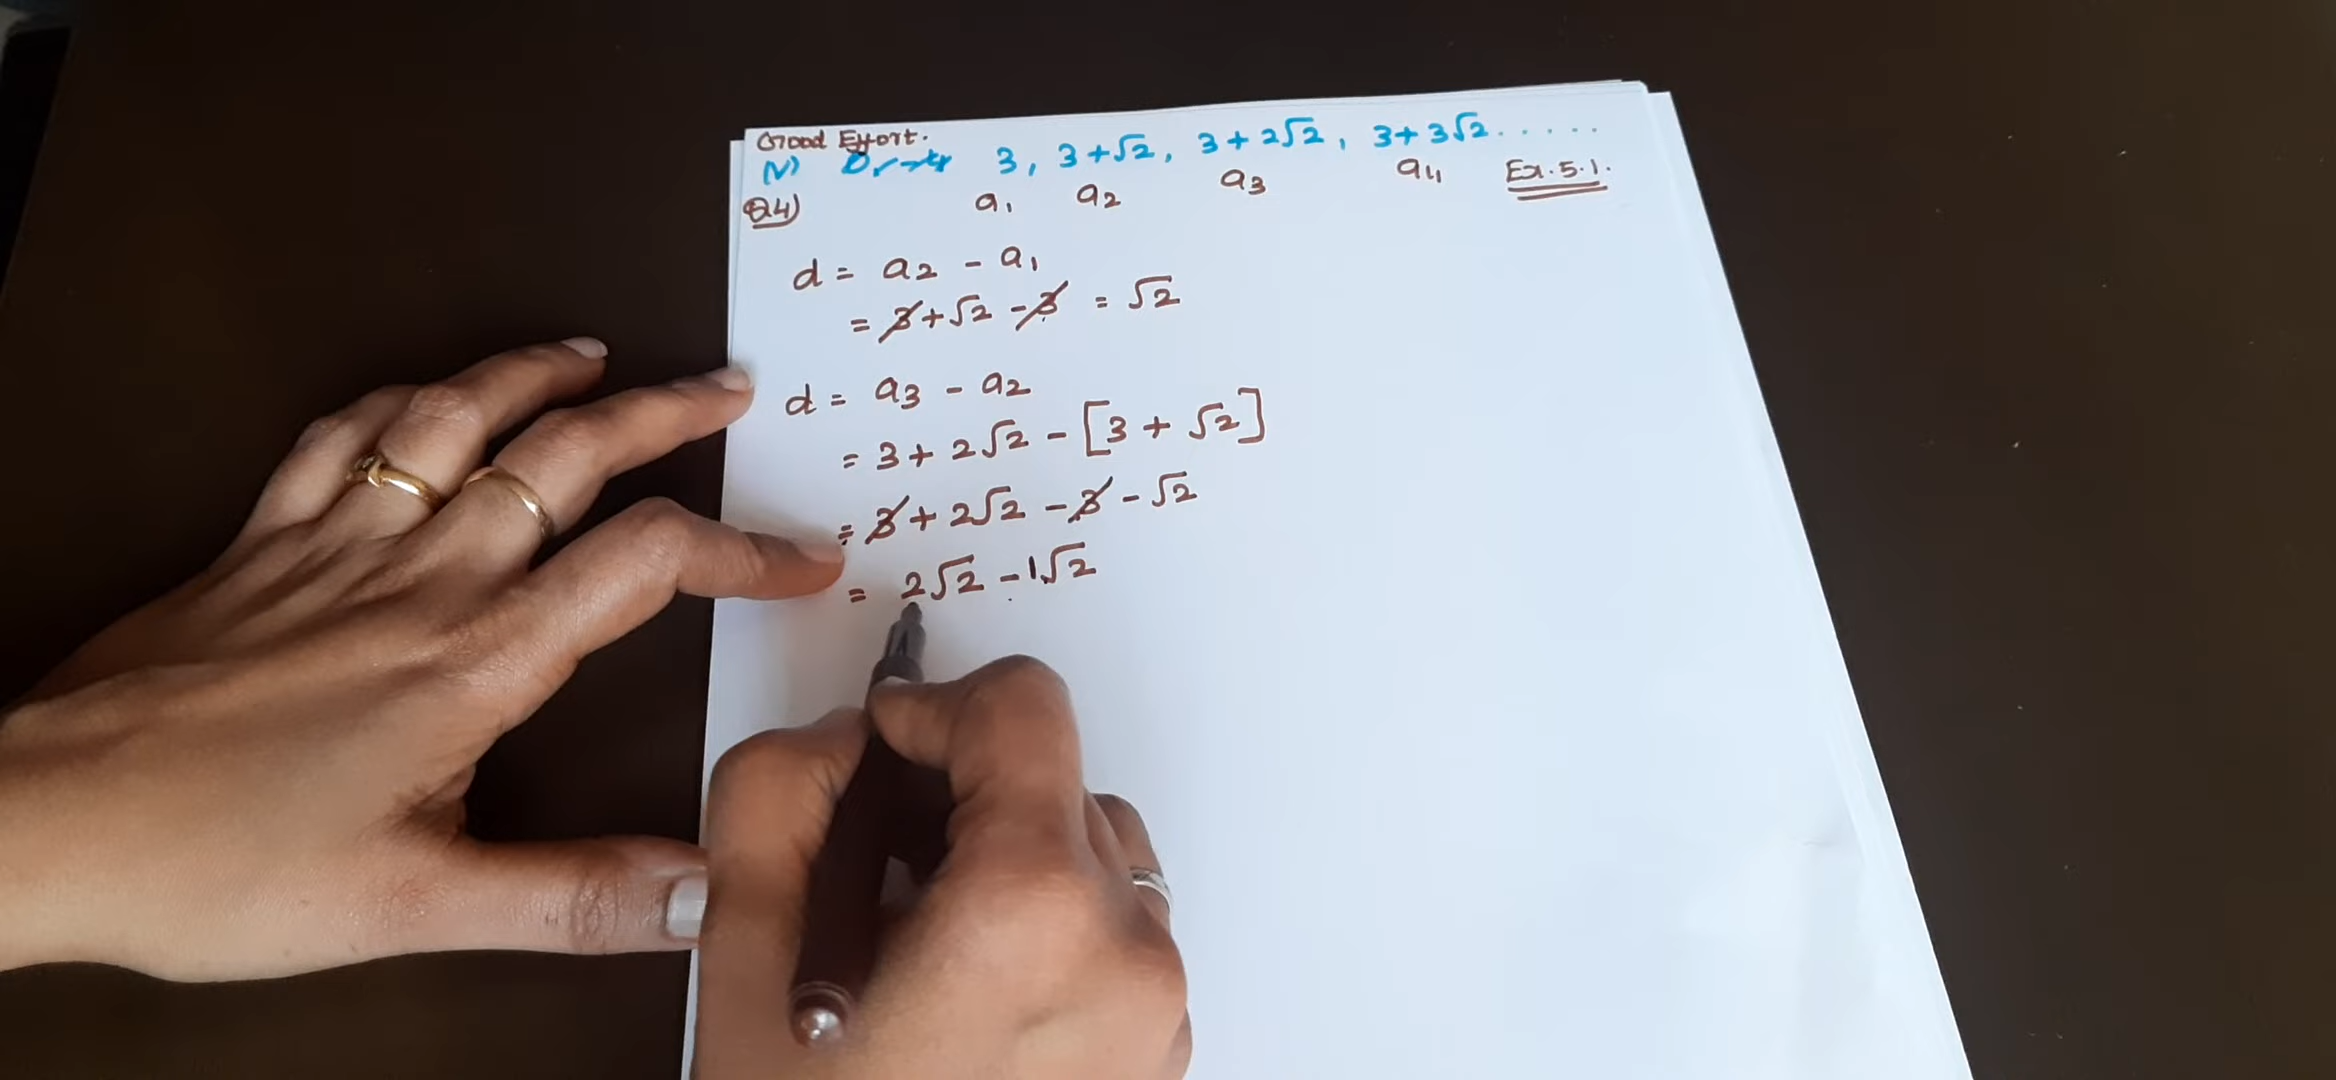 Good Effort.
(V) 3, 3+√2, 3+2√2, 3+3√2.....
Q4) a₁ a₂ a₃ a₄ Ex.5.1.
d = a₂ - a₁
= 3+√2 -3 = √2
d = a₃ - a₂
= 3+ 2√2 - [3 + √2]
= 3+ 2√2 -3 - √2
= 2√2 -1√2